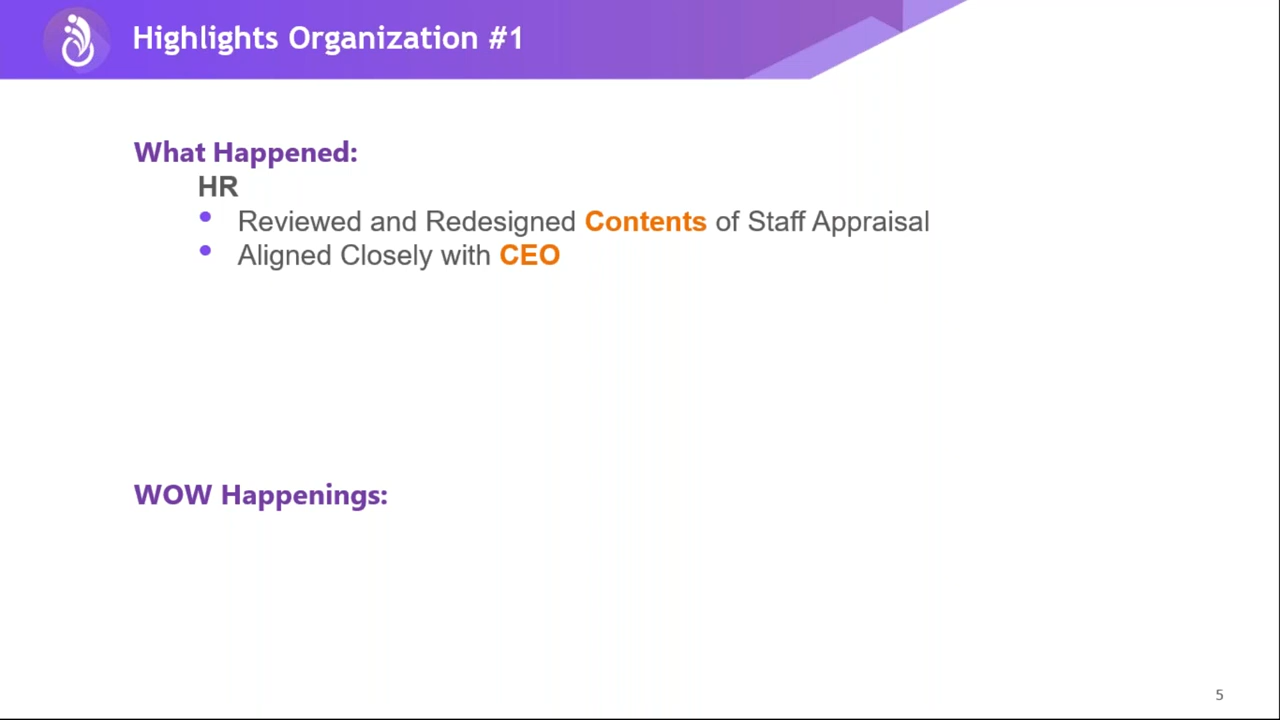 Highlights Organization #1
What Happened:
HR
• Reviewed and Redesigned Contents of Staff Appraisal
• Aligned Closely with CEO
WOW Happenings:
5